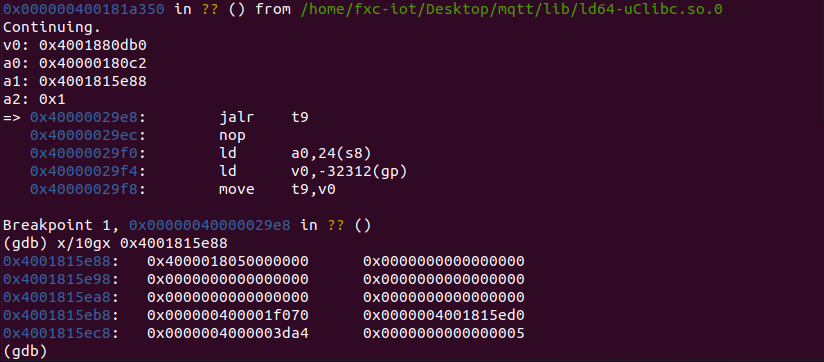 0x000000400181a350 in ?? () from /home/fxc-iot/Desktop/mqtt/lib/ld64-uClibc.so.0
Continuing.
v0: 0x4001880db0
a0: 0x40000180c2
a1: 0x4001815e88
a2: 0x1
=> 0x40000029e8: jalr t9
0x40000029ec: nop
0x40000029f0: ld a0,24(s8)
0x40000029f4: ld v0,-32312(gp)
0x40000029f8: move t9,v0
Breakpoint 1, 0x00000040000029e8 in ?? ()
(gdb) x/10gx 0x4001815e88
0x4001815e88: 0x4000018050000000 0x0000000000000000
0x4001815e98: 0x0000000000000000 0x0000000000000000
0x4001815ea8: 0x0000000000000000 0x0000000000000000
0x4001815eb8: 0x000000400001f070 0x0000004001815ed0
0x4001815ec8: 0x0000004000003da4 0x0000000000000005
(gdb)